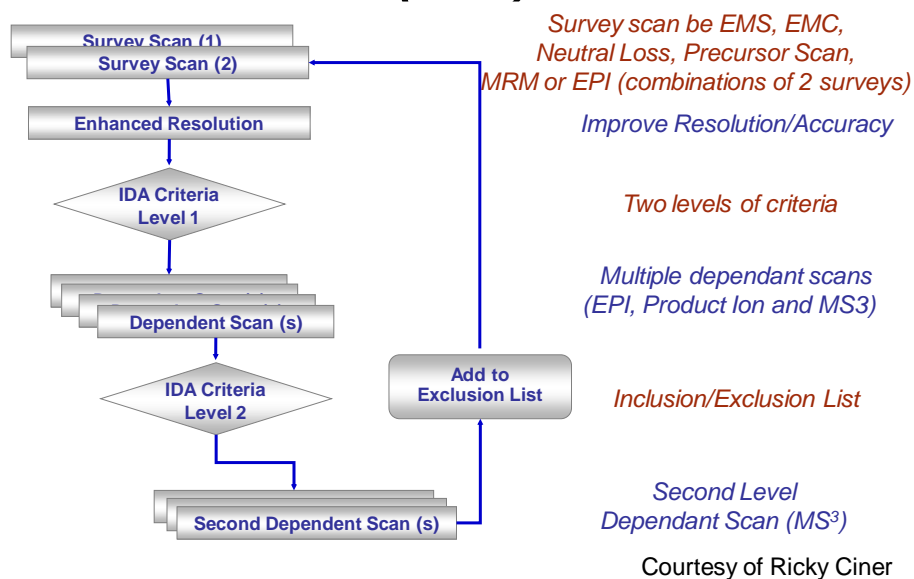 Survey Scan (1)
Survey Scan (2)
Survey scan be EMS, EMC,
Neutral Loss, Precursor Scan,
MRM or EPI (combinations of 2 surveys)
Enhanced Resolution
Improve Resolution/Accuracy
IDA Criteria
Level 1
Two levels of criteria
Multiple dependant scans
(EPI, Product Ion and MS3)
Dependent Scan (s)
IDA Criteria
Level 2
Add to
Exclusion List
Inclusion/Exclusion List
Second Level
Dependant Scan (MS³)
Second Dependent Scan (s)
Courtesy of Ricky Ciner